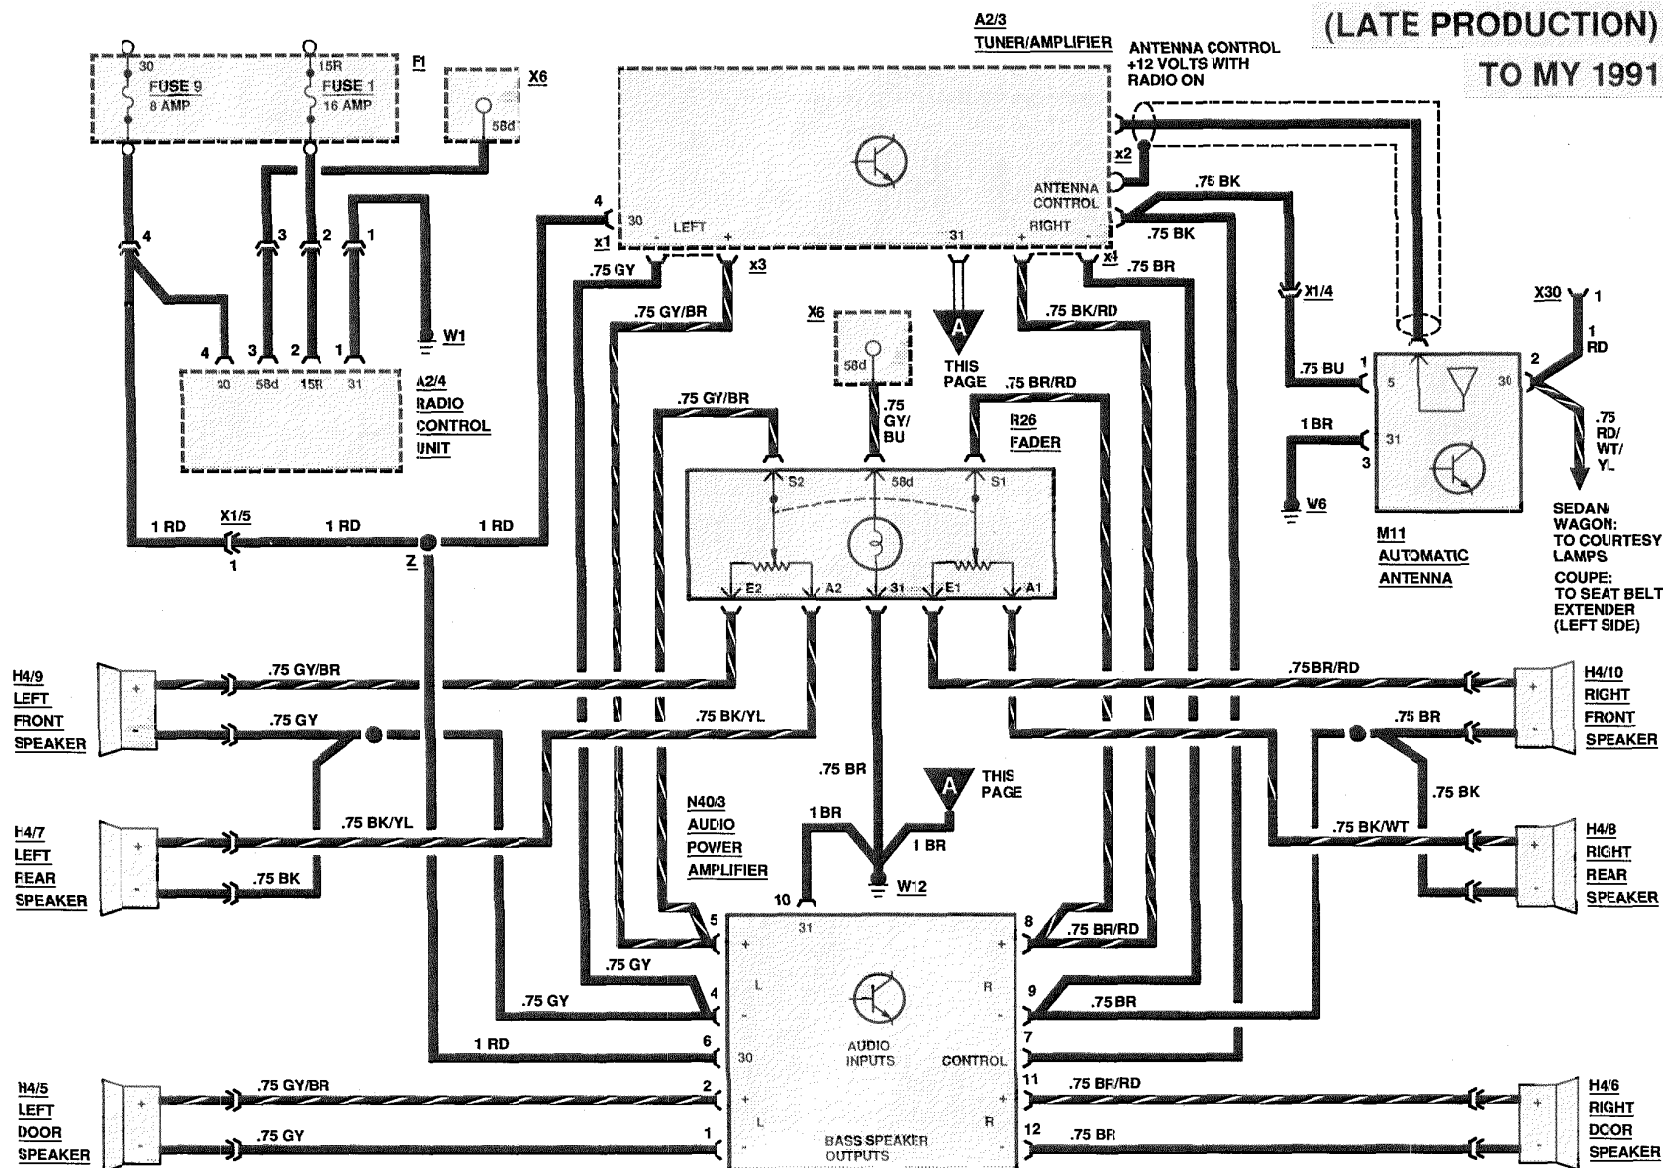 (LATE PRODUCTION)
TO MY 1991
A2/3
TUNER/AMPLIFIER
ANTENNA CONTROL
+12 VOLTS WITH
RADIO ON
30
FUSE 9
8 AMP
15R
FUSE 1
16 AMP
F1
X6
58d
x2
ANTENNA
CONTROL
4
30
x1
LEFT
-
+
31
+
RIGHT
-
x3
x4
.75 BK
.75 BK
4
3
2
1
.75 GY
.75 GY/BR
X6
58d
A
THIS
PAGE
.75 BK/RD
.75 BR
X1/4
X30
1
1
RD
W1
4
3
2
1
30
58d
15R
31
A2/4
RADIO
CONTROL
UNIT
.75 GY/BR
.75
GY/
BU
.75 BR/RD
R26
FADER
.75 BU
1
5
2
30
1 BR
31
3
.75
RD/
WT/
YL
W6
M11
AUTOMATIC
ANTENNA
SEDAN
WAGON:
TO COURTESY
LAMPS
COUPE:
TO SEAT BELT
EXTENDER
(LEFT SIDE)
1 RD
X1/5
1
1 RD
Z
1 RD
S2
58d
S1
E2
A2
31
E1
A1
H4/9
LEFT
FRONT
SPEAKER
+
-
.75 GY/BR
.75 GY
.75 BK/YL
.75 BR/RD
.75 BR
+
-
H4/10
RIGHT
FRONT
SPEAKER
.75 BR
A
THIS
PAGE
1 BR
1 BR
W12
N40/3
AUDIO
POWER
AMPLIFIER
.75 BK
H4/7
LEFT
REAR
SPEAKER
+
-
.75 BK/YL
.75 BK
.75 BK/WT
+
-
H4/8
RIGHT
REAR
SPEAKER
10
31
5
+
L
4
-
6
30
2
+
L
1
-
AUDIO
INPUTS
CONTROL
BASS SPEAKER
OUTPUTS
8
+
R
9
-
7
11
+
R
12
-
.75 GY
.75 GY
1 RD
.75 BR/RD
.75 BR
H4/5
LEFT
DOOR
SPEAKER
+
-
.75 GY/BR
.75 GY
.75 BR/RD
.75 BR
+
-
H4/6
RIGHT
DOOR
SPEAKER